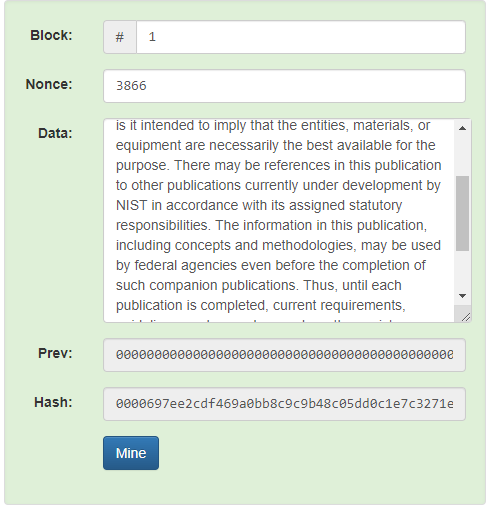 Block:
# 1
Nonce:
3866
Data:
is it intended to imply that the entities, materials, or
equipment are necessarily the best available for the
purpose. There may be references in this publication
to other publications currently under development by
NIST in accordance with its assigned statutory
responsibilities. The information in this publication,
including concepts and methodologies, may be used
by federal agencies even before the completion of
such companion publications. Thus, until each
publication is completed, current requirements,
Prev:
0000000000000000000000000000000000000000000000
Hash:
0000697ee2cdf469a0bb8c9c9b48c05dd0c1e7c3271e
Mine